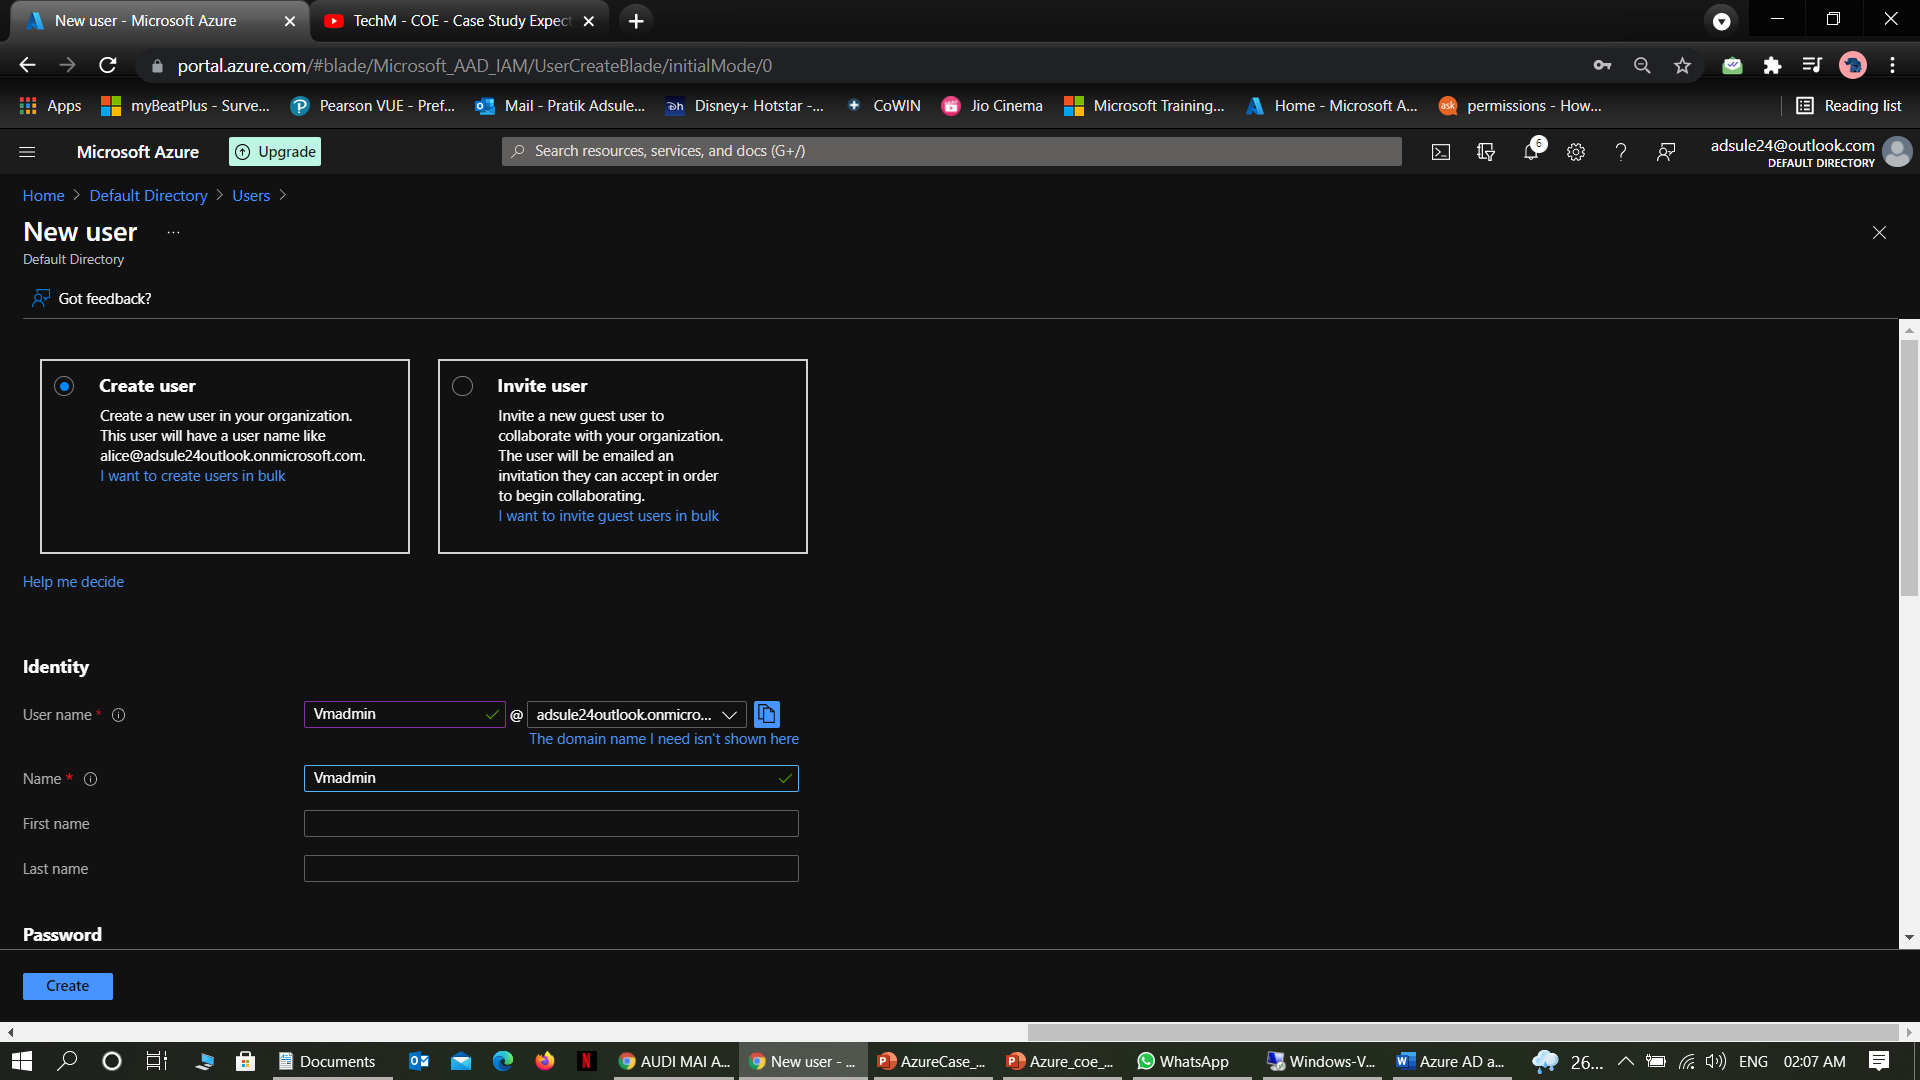 New user - Microsoft Azure
TechM - COE - Case Study Expect
portal.azure.com/#blade/Microsoft_AAD_IAM/UserCreateBlade/initialMode/0
Apps
myBeatPlus - Surve...
Pearson VUE - Pref...
Mail - Pratik Adsule...
Disney+ Hotstar -...
CoWIN
Jio Cinema
Microsoft Training...
Home - Microsoft A...
permissions - How...
Reading list
Microsoft Azure
Upgrade
Search resources, services, and docs (G+/)
6
adsule24@outlook.com
DEFAULT DIRECTORY
Home > Default Directory > Users >
New user ...
Default Directory
Got feedback?
Create user
Create a new user in your organization.
This user will have a user name like
alice@adsule24outlook.onmicrosoft.com.
I want to create users in bulk
Invite user
Invite a new guest user to
collaborate with your organization.
The user will be emailed an
invitation they can accept in order
to begin collaborating.
I want to invite guest users in bulk
Help me decide
Identity
User name * Vmadmin @ adsule24outlook.onmicro...
The domain name I need isn't shown here
Name * Vmadmin
First name
Last name
Password
Create
Documents
AUDI MAI A...
New user - ...
AzureCase_...
Azure_coe_...
WhatsApp
Windows-V...
Azure AD a...
26...
ENG
02:07 AM